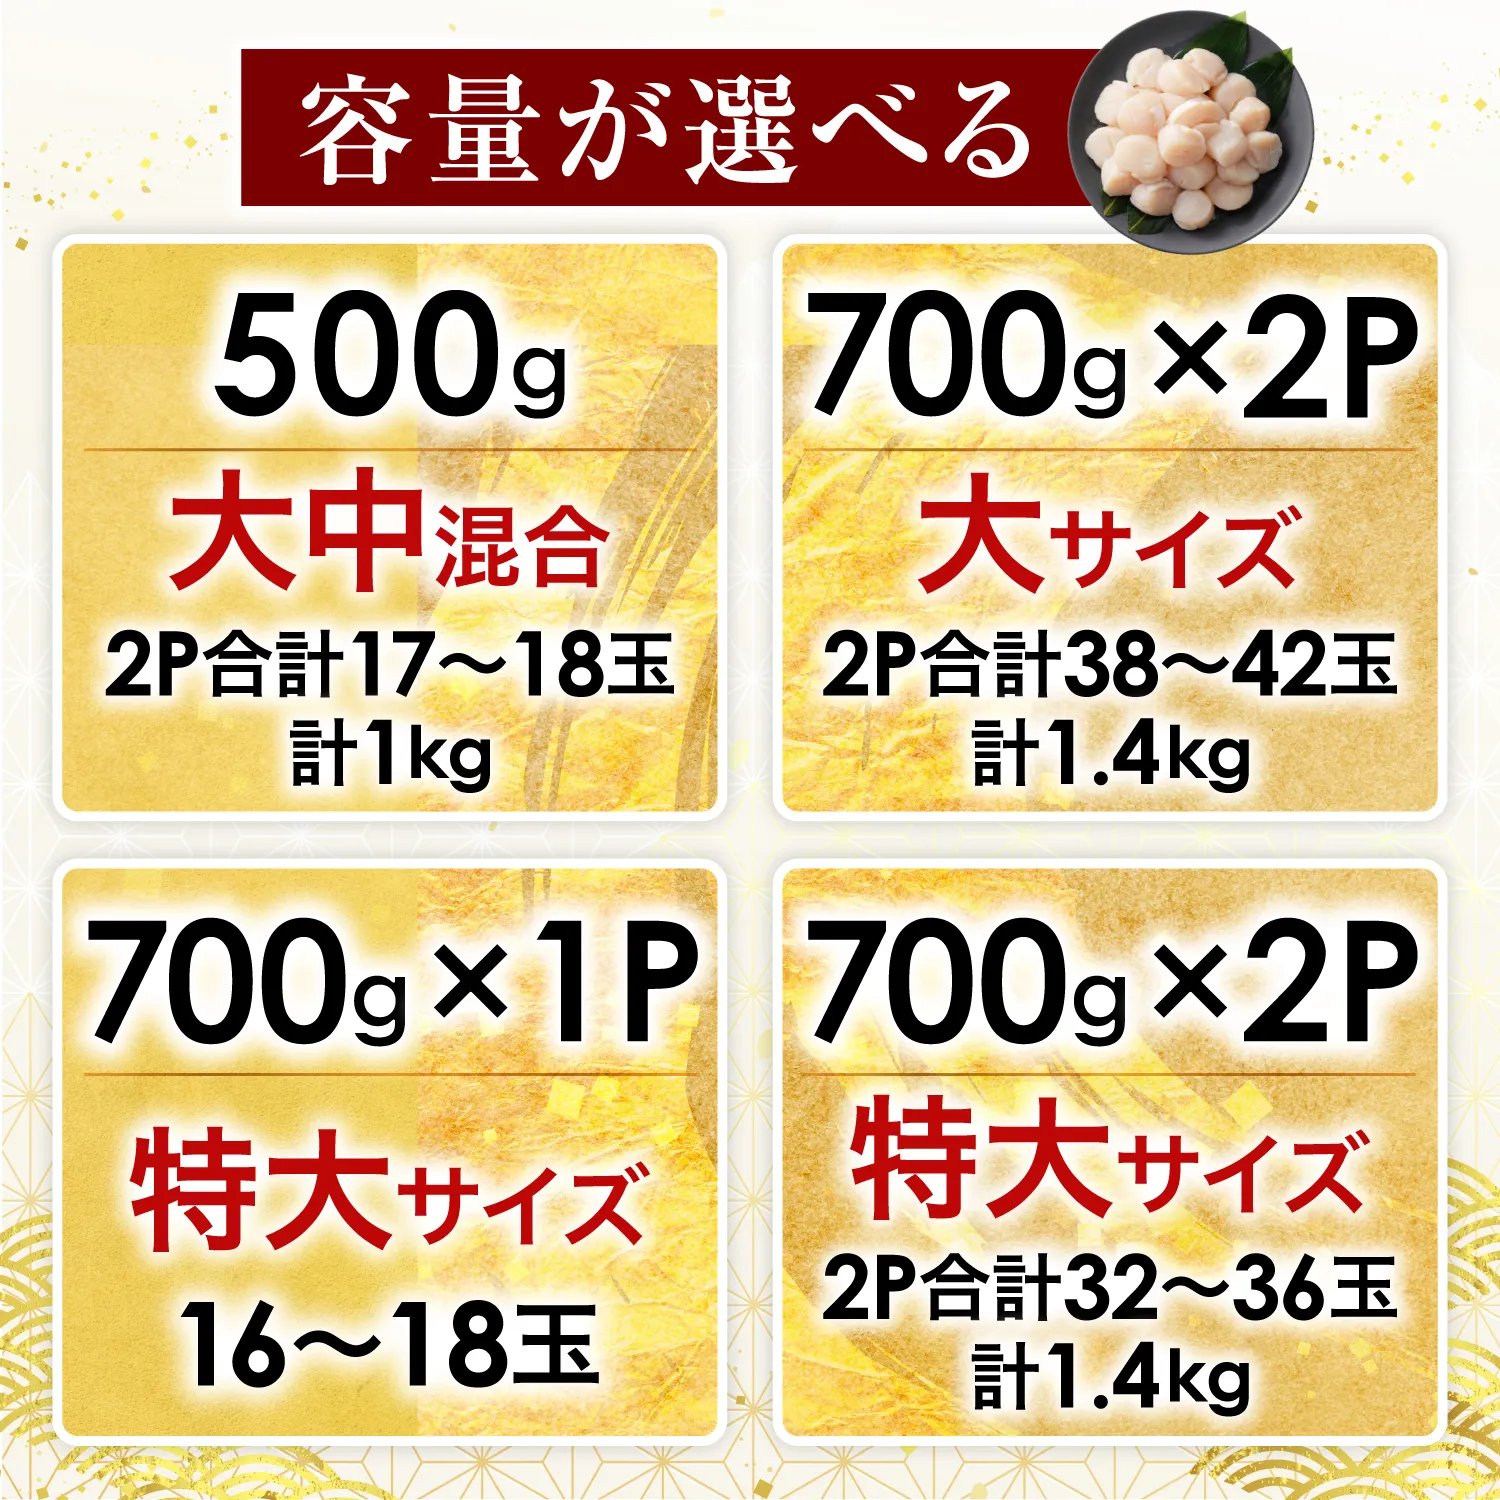 容量が選べる
500g
大中混合
2P合計17～18玉
計1kg
700g×2P
大サイズ
2P合計38～42玉
計1.4kg
700g×1P
特大サイズ
16～18玉
700g×2P
特大サイズ
2P合計32～36玉
計1.4kg